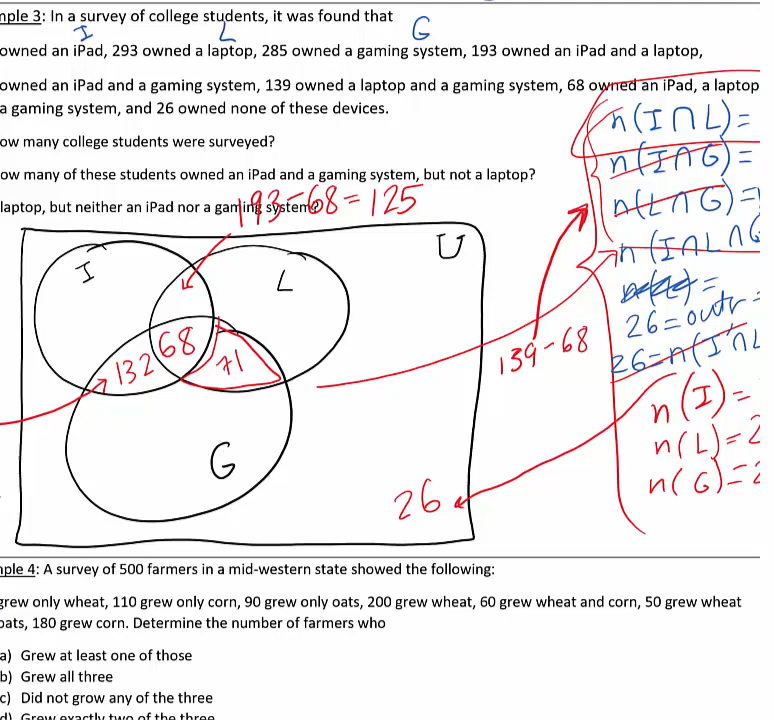 mple 3: In a survey of college students, it was found that
I L G
owned an iPad, 293 owned a laptop, 285 owned a gaming system, 193 owned an iPad and a laptop,
owned an iPad and a gaming system, 139 owned a laptop and a gaming system, 68 owned an iPad, a laptop
a gaming system, and 26 owned none of these devices.
n(I∩L)=
ow many college students were surveyed?
n(I∩G)=
ow many of these students owned an iPad and a gaming system, but not a laptop?
193-68=125
n(L∩G)=
laptop, but neither an iPad nor a gaming system?
U
n(I∩L∩G
I L
26=outr=
132 68 71
139-68
26=n(I'∩L
n(I)=
n(L)=2
G
n(G)=2
26
mple 4: A survey of 500 farmers in a mid-western state showed the following:
grew only wheat, 110 grew only corn, 90 grew only oats, 200 grew wheat, 60 grew wheat and corn, 50 grew wheat
oats, 180 grew corn. Determine the number of farmers who
a) Grew at least one of those
b) Grew all three
c) Did not grow any of the three
d) Grew exactly two of the three